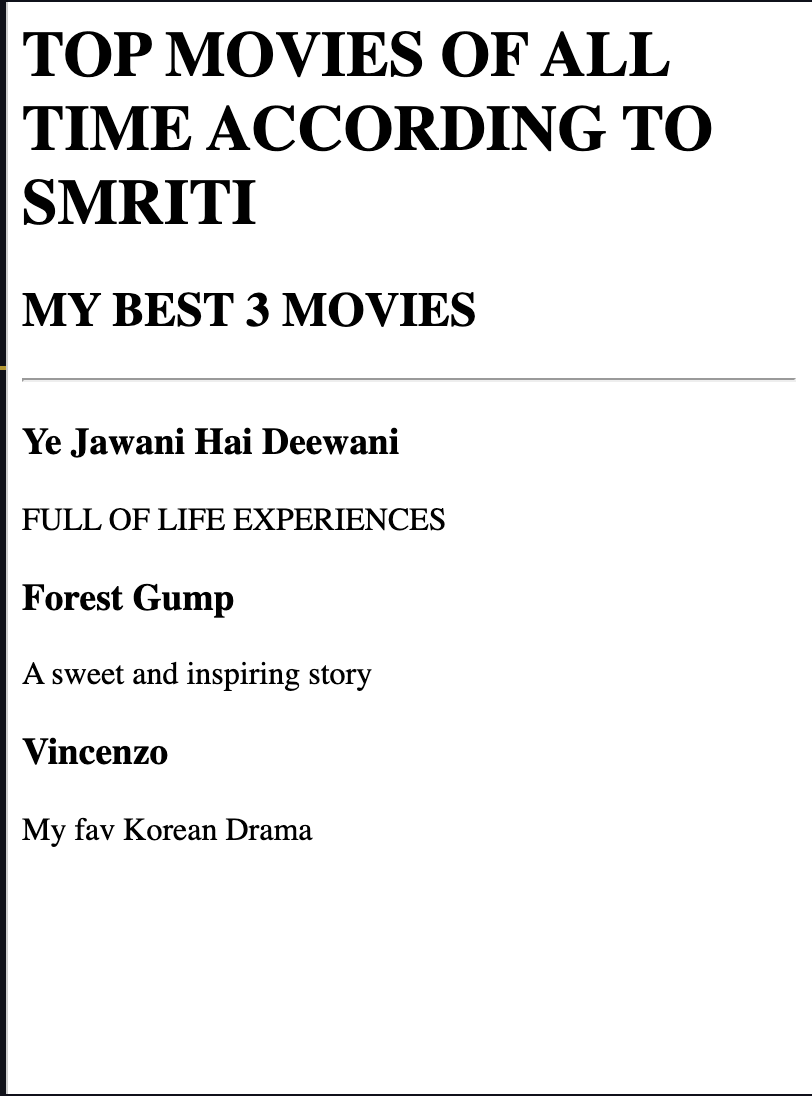 TOP MOVIES OF ALL
TIME ACCORDING TO
SMRITI
MY BEST 3 MOVIES
Ye Jawani Hai Deewani
FULL OF LIFE EXPERIENCES
Forest Gump
A sweet and inspiring story
Vincenzo
My fav Korean Drama